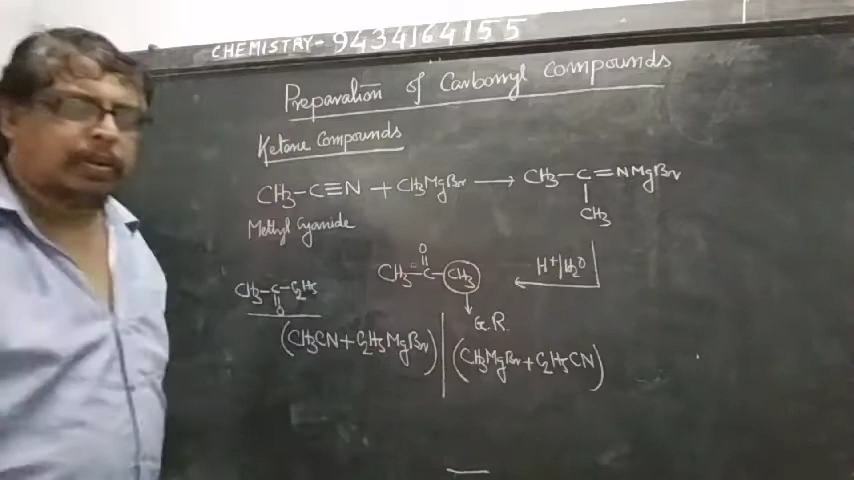 CHEMISTRY- 9434164155
Preparation of Carbonyl Compounds
Ketone Compounds
CH₃-C≡N + CH₃MgBr ⟶ CH₃-C=NMgBr
CH₃
Methyl Cyanide
H⁺/H₂O
O
CH₃-C-CH₃
CH₃-C-C₂H₅
O
G.R.
(CH₃CN+C₂H₅MgBr) | (CH₃MgBr+C₂H₅CN)